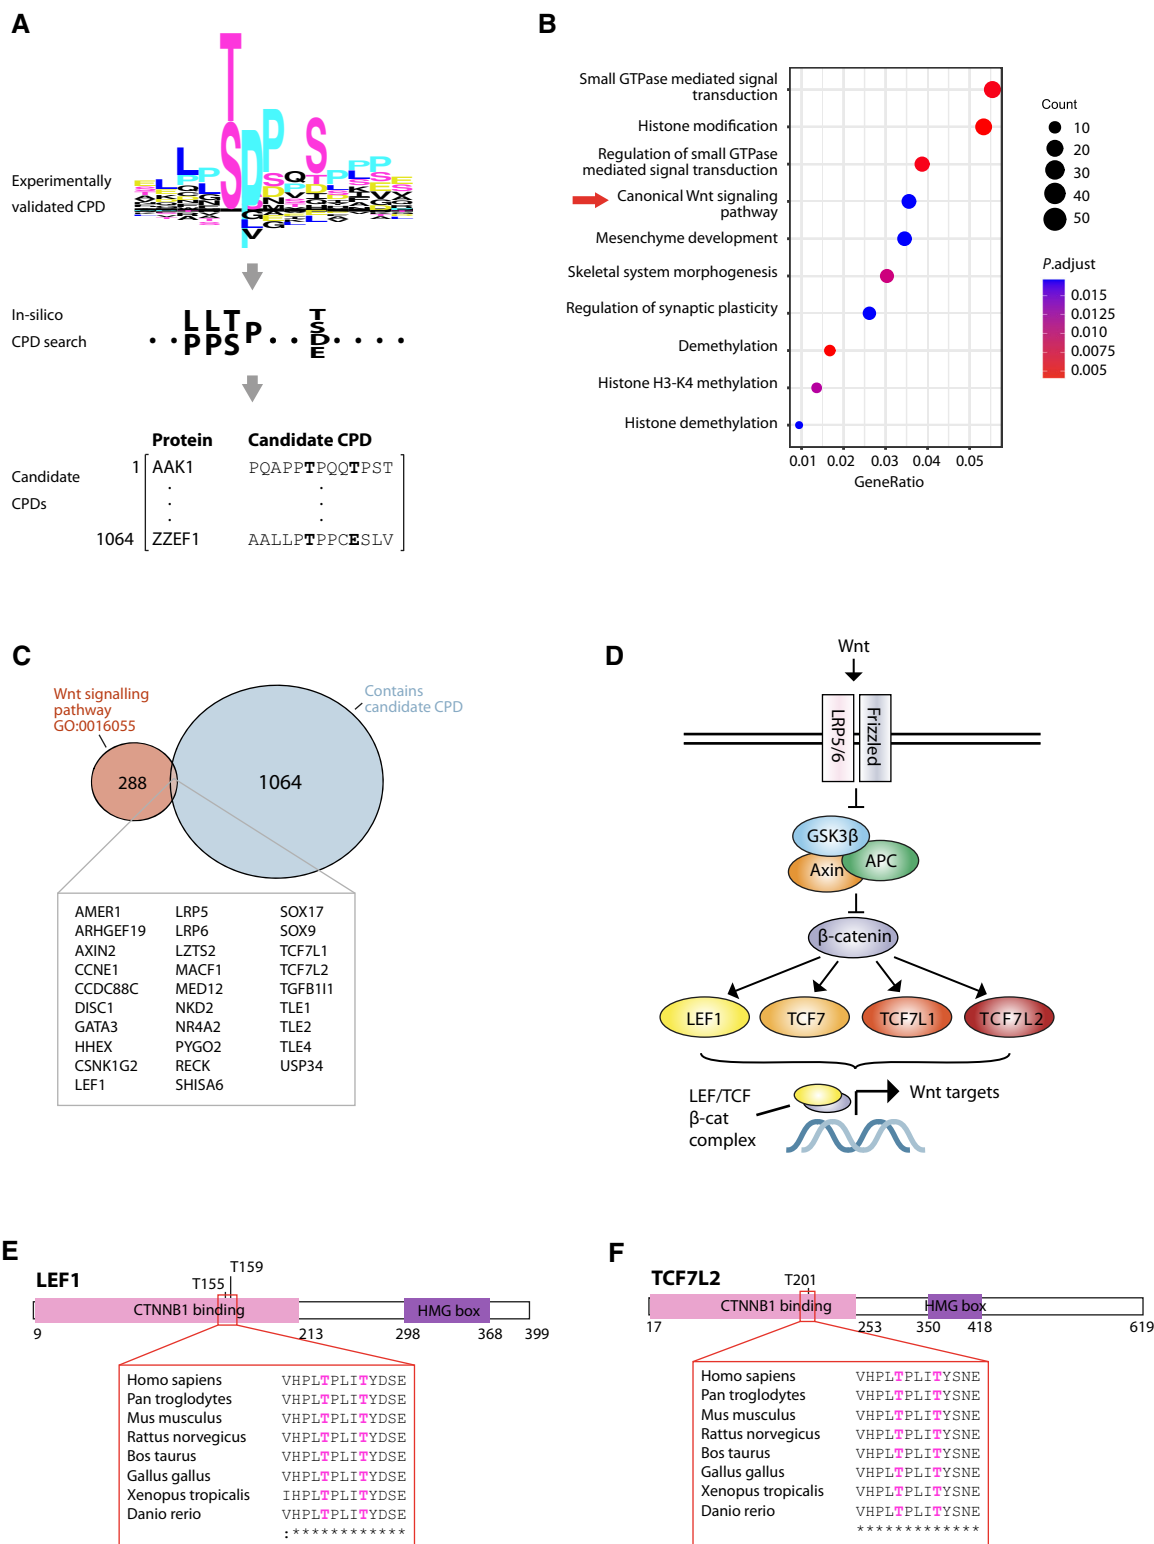 A
Experimentally
validated CPD
In-silico
CPD search
L L T P T
P P S S
D
E
Protein Candidate CPD
Candidate
CPDs
1 AAK1 PQAPPTPQQTPST
1064 ZZEF1 AALLPTPPCESLV
B
Small GTPase mediated signal
transduction
Histone modification
Regulation of small GTPase
mediated signal transduction
Canonical Wnt signaling
pathway
Mesenchyme development
Skeletal system morphogenesis
Regulation of synaptic plasticity
Demethylation
Histone H3-K4 methylation
Histone demethylation
0.01 0.02 0.03 0.04 0.05
GeneRatio
Count
10
20
30
40
50
P.adjust
0.015
0.0125
0.010
0.0075
0.005
C
Wnt signalling
pathway
GO:0016055
Contains
candidate CPD
288
1064
AMER1 LRP5 SOX17
ARHGEF19 LRP6 SOX9
AXIN2 LZTS2 TCF7L1
CCNE1 MACF1 TCF7L2
CCDC88C MED12 TGFB1I1
DISC1 NKD2 TLE1
GATA3 NR4A2 TLE2
HHEX PYGO2 TLE4
CSNK1G2 RECK USP34
LEF1 SHISA6
D
Wnt
LRP5/6
Frizzled
GSK3β
Axin
APC
β-catenin
LEF1 TCF7 TCF7L1 TCF7L2
LEF/TCF
β-cat
complex
Wnt targets
E
LEF1
T155
T159
CTNNB1 binding
HMG box
9 213 298 368 399
Homo sapiens VHPLTPLITYDSE
Pan troglodytes VHPLTPLITYDSE
Mus musculus VHPLTPLITYDSE
Rattus norvegicus VHPLTPLITYDSE
Bos taurus VHPLTPLITYDSE
Gallus gallus VHPLTPLITYDSE
Xenopus tropicalis IHPLTPLITYDSE
Danio rerio VHPLTPLITYDSE
:************
F
TCF7L2
T201
CTNNB1 binding
HMG box
17 253 350 418 619
Homo sapiens VHPLTPLITYSNE
Pan troglodytes VHPLTPLITYSNE
Mus musculus VHPLTPLITYSNE
Rattus norvegicus VHPLTPLITYSNE
Bos taurus VHPLTPLITYSNE
Gallus gallus VHPLTPLITYSNE
Xenopus tropicalis VHPLTPLITYSNE
Danio rerio VHPLTPLITYSNE
*************